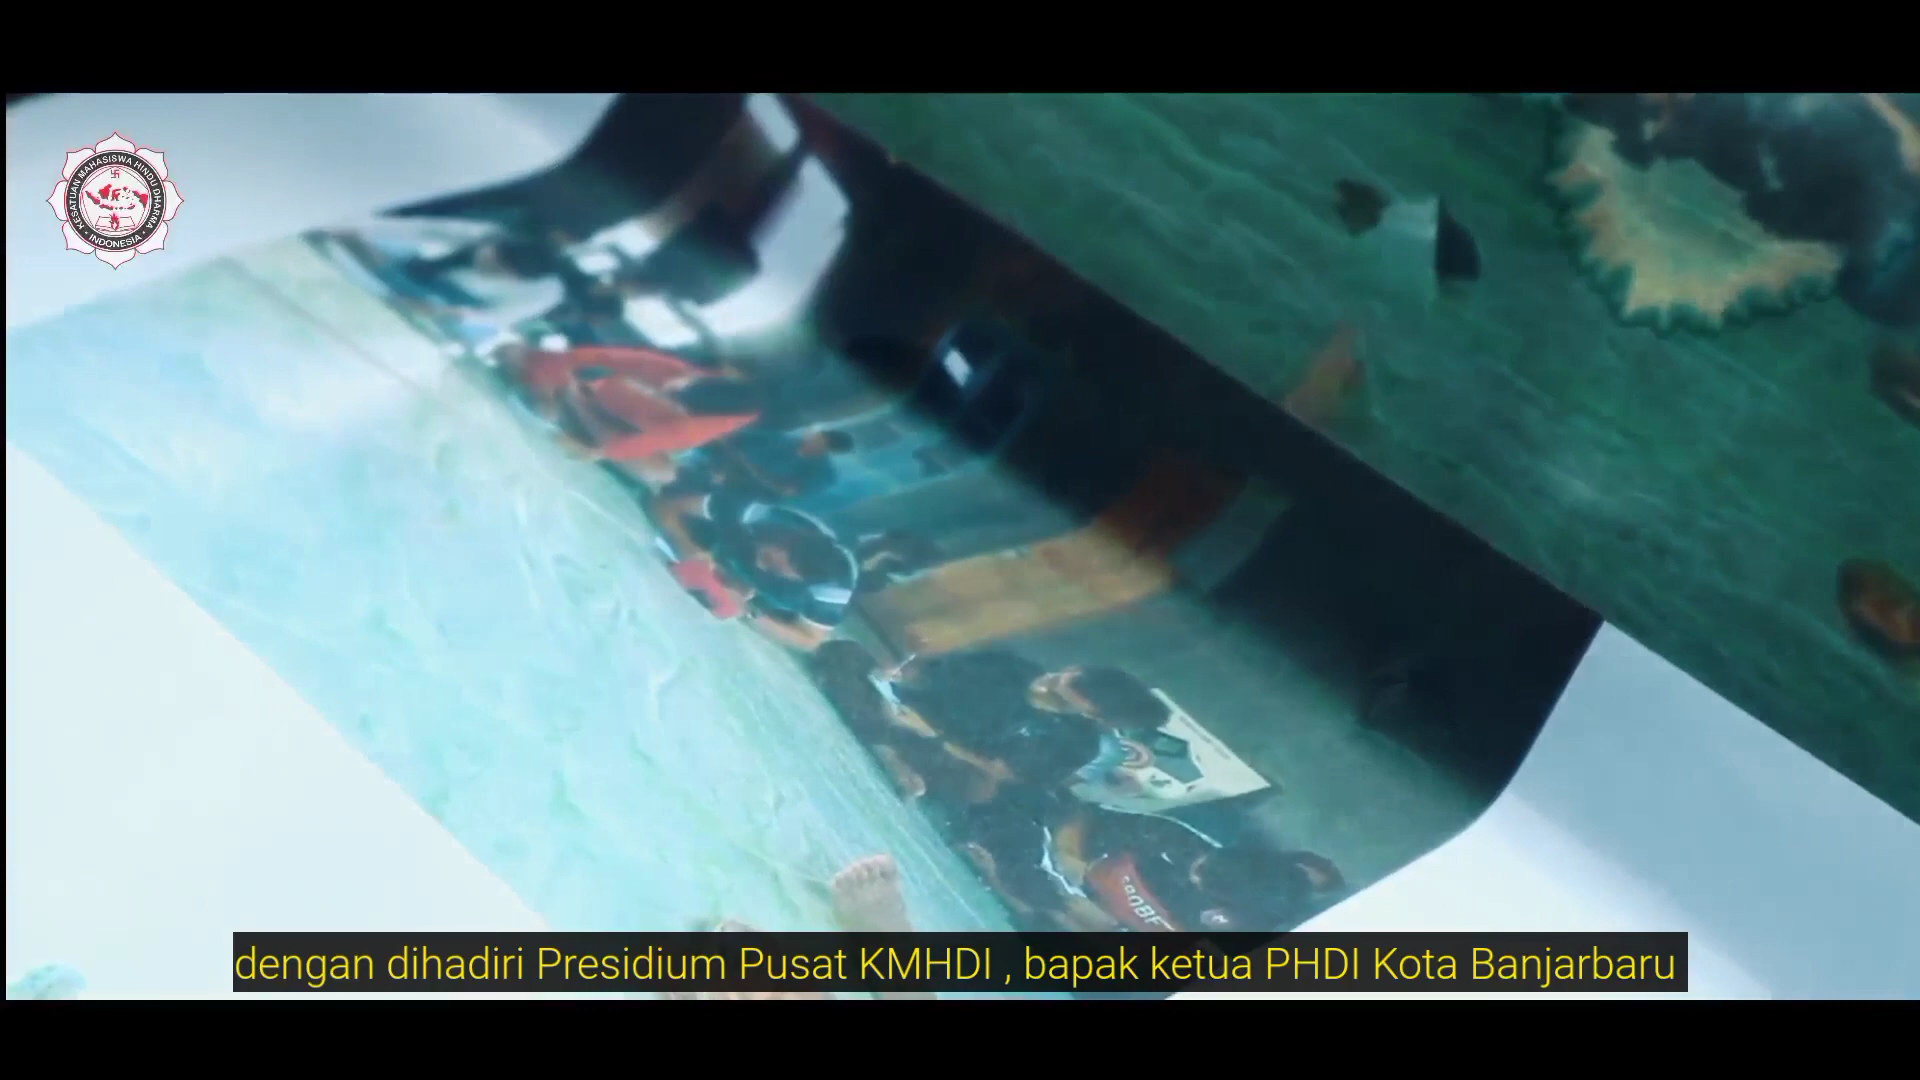 KESATUAN MAHASISWA HINDU DHARMA
INDONESIA
dengan dihadiri Presidium Pusat KMHDI , bapak ketua PHDI Kota Banjarbaru